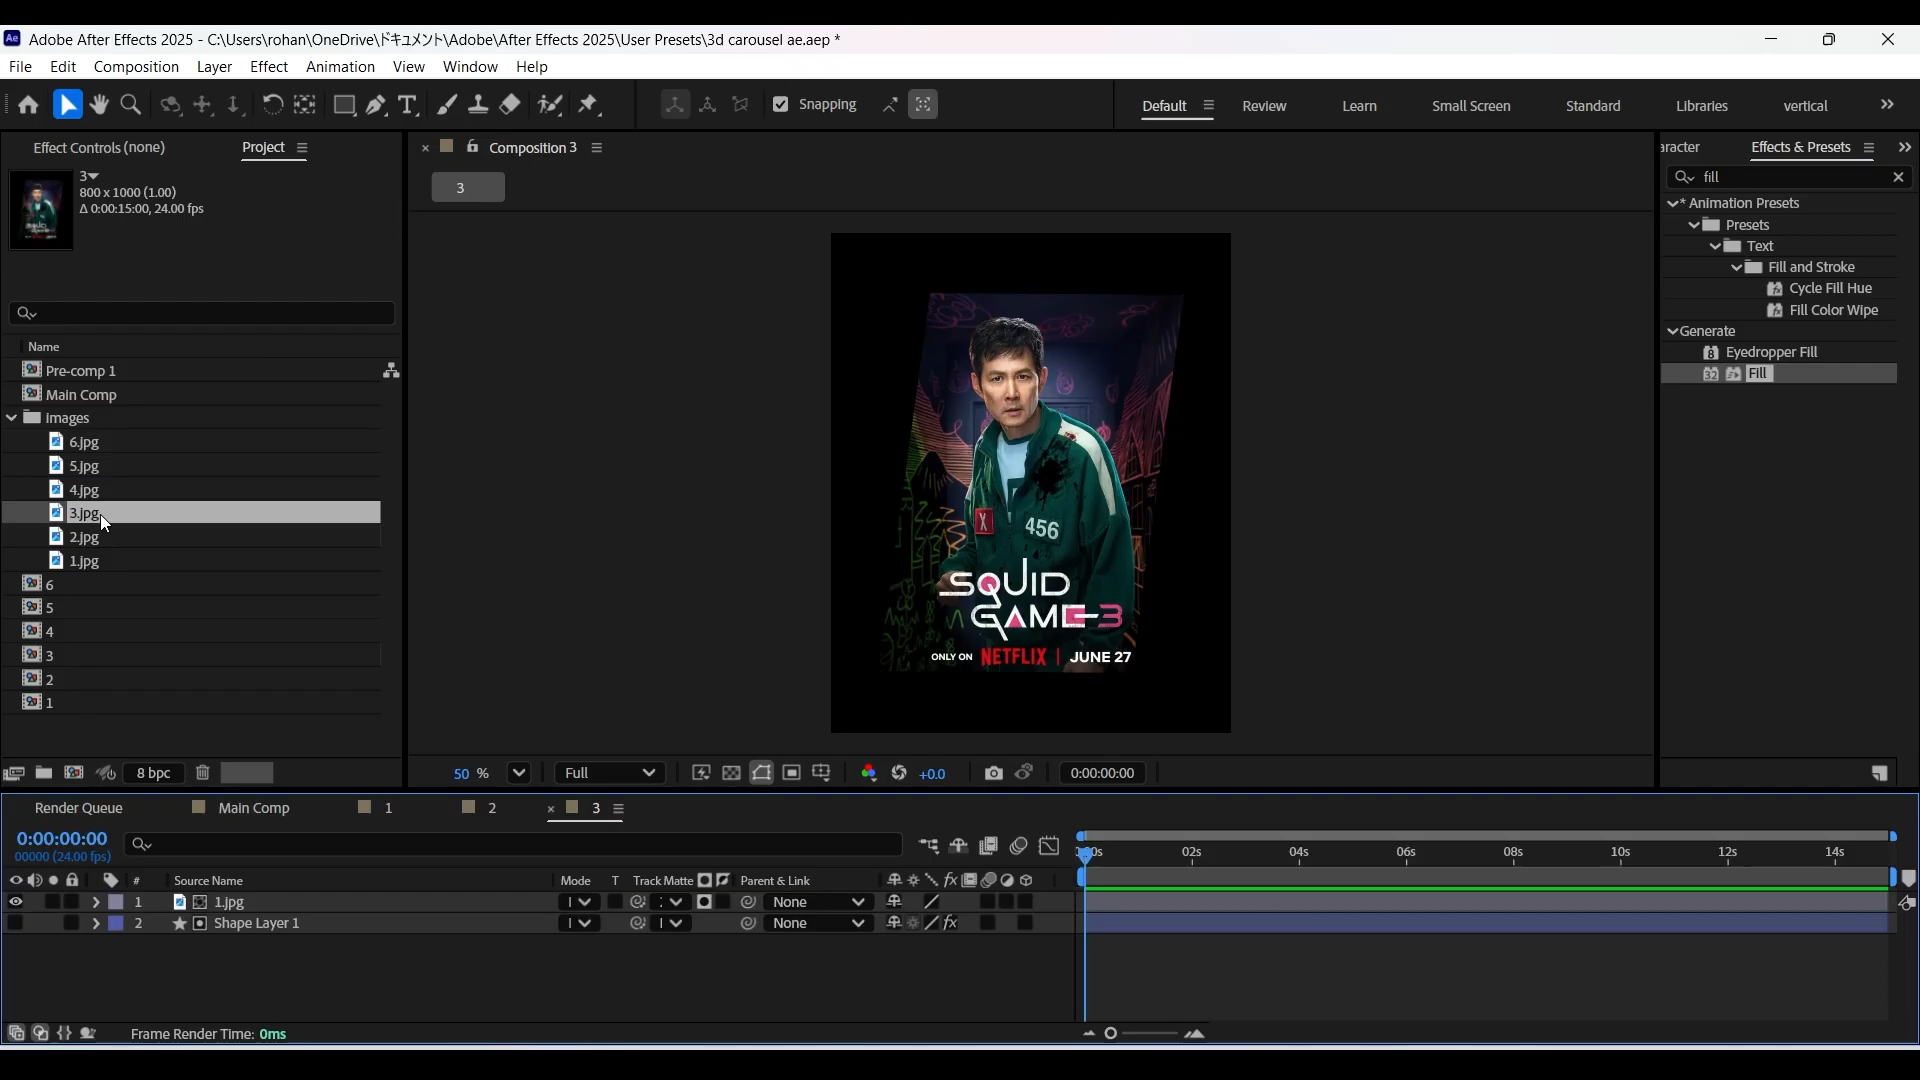 Ae Adobe After Effects 2025 - C:\Users\rohan\OneDrive\ドキュメント\Adobe\After Effects 2025\User Presets\3d carousel ae.aep *
File Edit Composition Layer Effect Animation View Window Help
Snapping Default Review Learn Small Screen Standard Libraries vertical
Effect Controls (none) Project
3
800 x 1000 (1.00)
Δ 0:00:15:00, 24.00 fps
Name
Pre-comp 1
Main Comp
Images
6.jpg
5.jpg
4.jpg
3.jpg
2.jpg
1.jpg
6
5
4
3
2
1
8 bpc
Composition 3
3
X
456
SQUID
GAME 3
ONLY ON NETFLIX | JUNE 27
50 % Full +0.0 0:00:00:00
aracter Effects & Presets
fill
* Animation Presets
Presets
Text
Fill and Stroke
Cycle Fill Hue
Fill Color Wipe
Generate
8 Eyedropper Fill
32 Fill
Render Queue Main Comp 1 2 3
0:00:00:00
00000 (24.00 fps)
02s 04s 06s 08s 10s 12s 14s
# Source Name Mode T Track Matte Parent & Link fx
1 1.jpg None
2 Shape Layer 1 None fx
Frame Render Time: 0ms